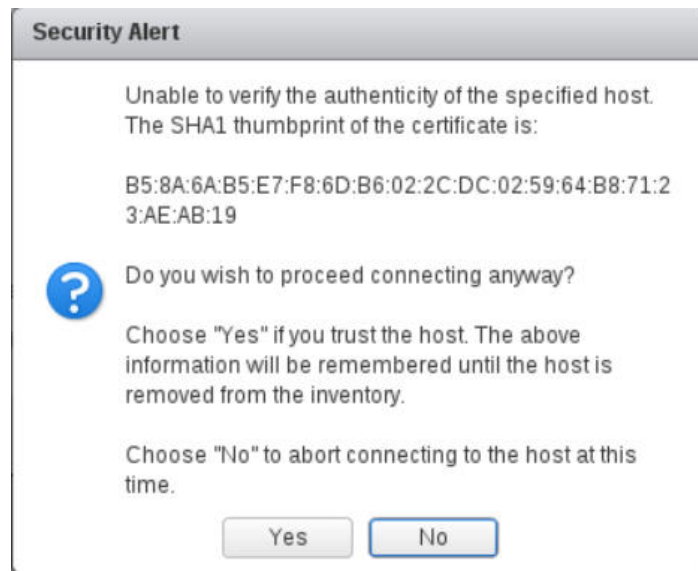 Security Alert
Unable to verify the authenticity of the specified host.
The SHA1 thumbprint of the certificate is:
B5:8A:6A:B5:E7:F8:6D:B6:02:2C:DC:02:59:64:B8:71:2
3:AE:AB:19
Do you wish to proceed connecting anyway?
Choose "Yes" if you trust the host. The above
information will be remembered until the host is
removed from the inventory.
Choose "No" to abort connecting to the host at this
time.
Yes
No